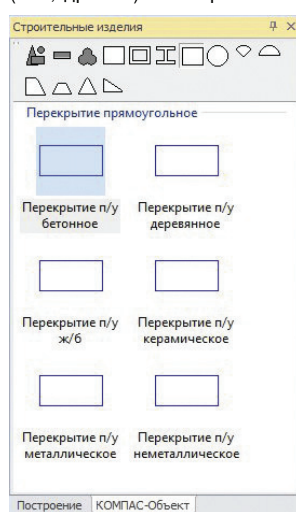 Строительные изделия
Перекрытие прямоугольное
Перекрытие п/у бетонное
Перекрытие п/у деревянное
Перекрытие п/у ж/б
Перекрытие п/у керамическое
Перекрытие п/у металлическое
Перекрытие п/у неметаллическое
Построение КОМПАС-Объект